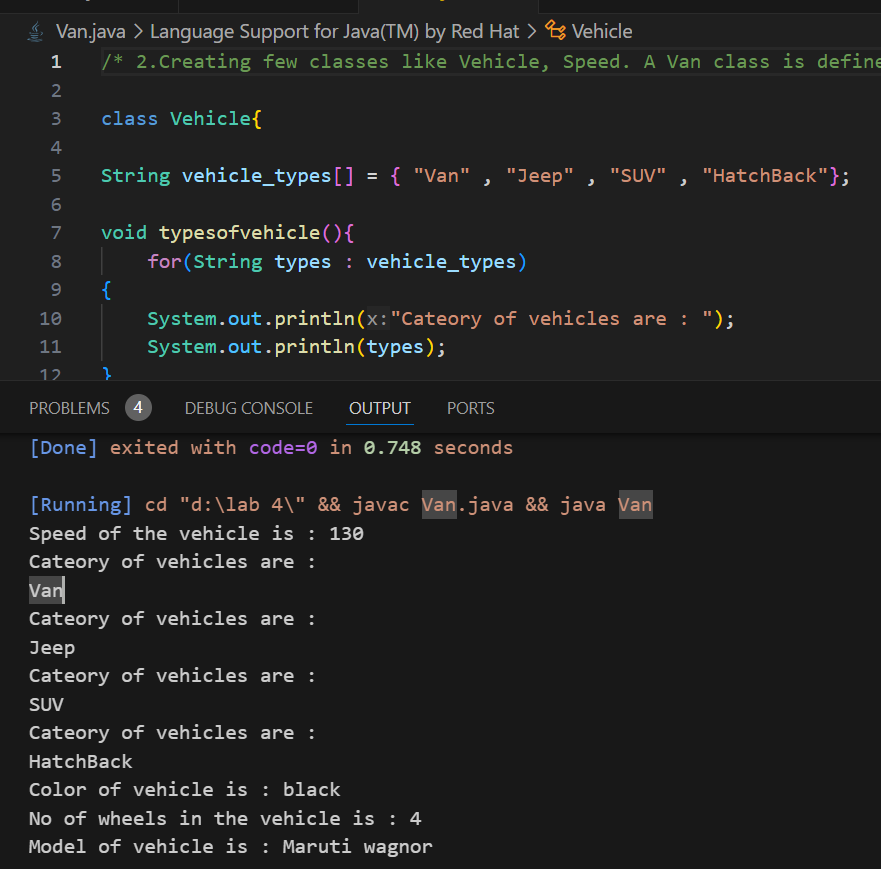 Van.java > Language Support for Java(TM) by Red Hat > Vehicle
1 /* 2.Creating few classes like Vehicle, Speed. A Van class is define
2
3 class Vehicle{
4
5 String vehicle_types[] = { "Van" , "Jeep" , "SUV" , "HatchBack"};
6
7 void typesofvehicle(){
8 for(String types : vehicle_types)
9 {
10 System.out.println(x:"Cateory of vehicles are : ");
11 System.out.println(types);
12 }
PROBLEMS 4 DEBUG CONSOLE OUTPUT PORTS
[Done] exited with code=0 in 0.748 seconds
[Running] cd "d:\lab 4\" && javac Van.java && java Van
Speed of the vehicle is : 130
Cateory of vehicles are :
Van
Cateory of vehicles are :
Jeep
Cateory of vehicles are :
SUV
Cateory of vehicles are :
HatchBack
Color of vehicle is : black
No of wheels in the vehicle is : 4
Model of vehicle is : Maruti wagnor